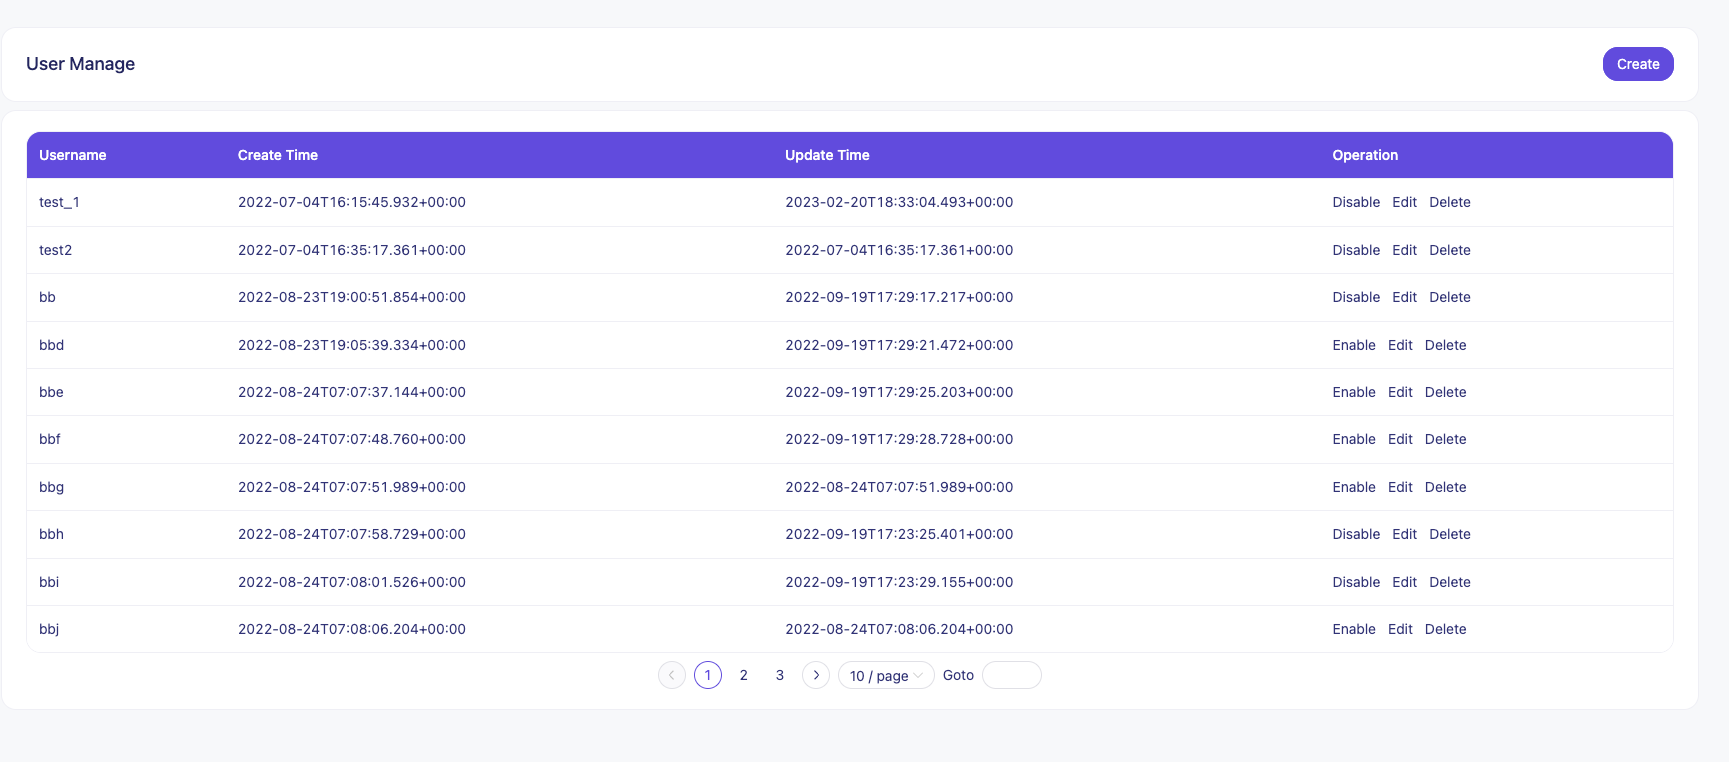 User Manage Create
Username Create Time Update Time Operation
test_1 2022-07-04T16:15:45.932+00:00 2023-02-20T18:33:04.493+00:00 Disable Edit Delete
test2 2022-07-04T16:35:17.361+00:00 2022-07-04T16:35:17.361+00:00 Disable Edit Delete
bb 2022-08-23T19:00:51.854+00:00 2022-09-19T17:29:17.217+00:00 Disable Edit Delete
bbd 2022-08-23T19:05:39.334+00:00 2022-09-19T17:29:21.472+00:00 Enable Edit Delete
bbe 2022-08-24T07:07:37.144+00:00 2022-09-19T17:29:25.203+00:00 Enable Edit Delete
bbf 2022-08-24T07:07:48.760+00:00 2022-09-19T17:29:28.728+00:00 Enable Edit Delete
bbg 2022-08-24T07:07:51.989+00:00 2022-08-24T07:07:51.989+00:00 Enable Edit Delete
bbh 2022-08-24T07:07:58.729+00:00 2022-09-19T17:23:25.401+00:00 Disable Edit Delete
bbi 2022-08-24T07:08:01.526+00:00 2022-09-19T17:23:29.155+00:00 Disable Edit Delete
bbj 2022-08-24T07:08:06.204+00:00 2022-08-24T07:08:06.204+00:00 Enable Edit Delete
1 2 3 10 / page Goto